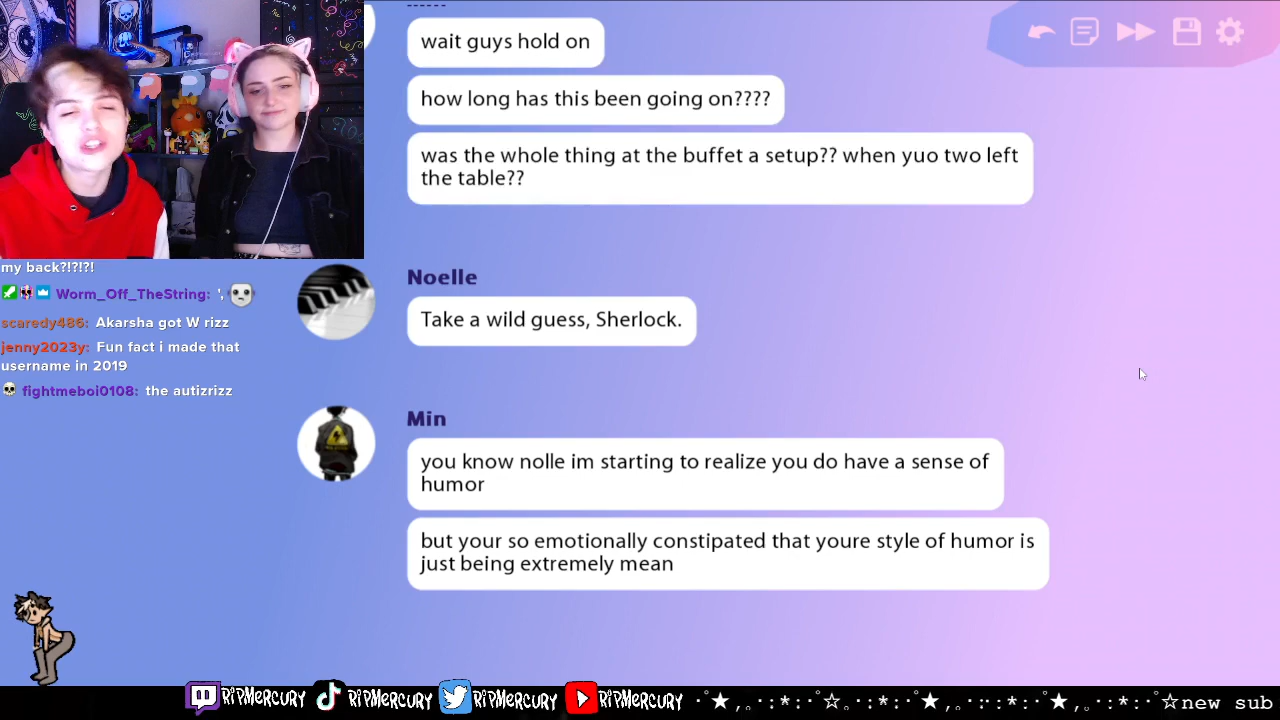 wait guys hold on
how long has this been going on????
was the whole thing at the buffet a setup?? when yuo two left
the table??
Noelle
Take a wild guess, Sherlock.
Min
you know nolle im starting to realize you do have a sense of
humor
but your so emotionally constipated that youre style of humor is
just being extremely mean
my back?!?!?!
Worm_Off_TheString: ',
scaredy486: Akarsha got W rizz
jenny2023y: Fun fact i made that
username in 2019
fightmeboi0108: the autizrizz
RIPMERCURY RIPMERCURY RIPMERCURY RIPMERCURY new sub